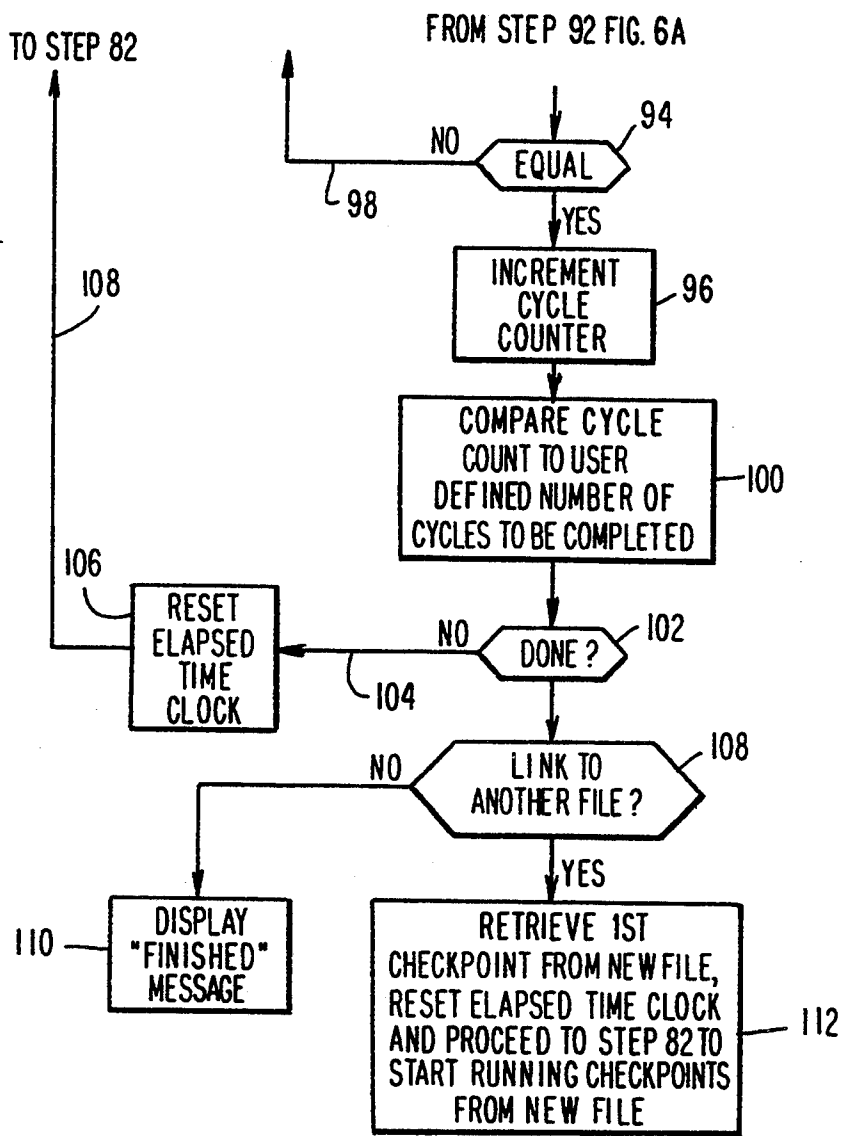 FROM STEP 92 FIG. 6A
TO STEP 82
94
NO
EQUAL
98
YES
108
INCREMENT
CYCLE
COUNTER
96
COMPARE CYCLE
COUNT TO USER
DEFINED NUMBER OF
CYCLES TO BE COMPLETED
100
106
RESET
ELAPSED
TIME
CLOCK
NO
104
DONE ?
102
NO
LINK TO
ANOTHER FILE ?
108
YES
110
DISPLAY
"FINISHED"
MESSAGE
RETRIEVE 1ST
CHECKPOINT FROM NEW FILE,
RESET ELAPSED TIME CLOCK
AND PROCEED TO STEP 82 TO
START RUNNING CHECKPOINTS
FROM NEW FILE
112